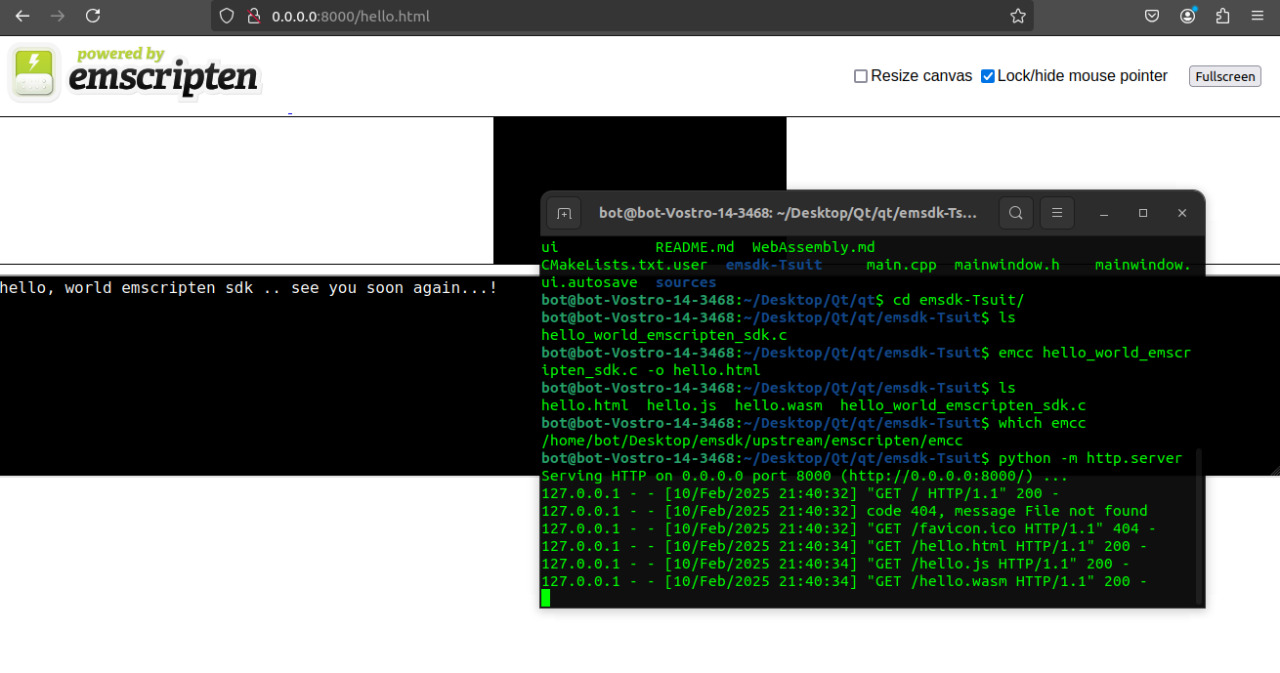 0.0.0.0:8000/hello.html
powered by
emscripten
Resize canvas Lock/hide mouse pointer Fullscreen
hello, world emscripten sdk .. see you soon again...!
bot@bot-Vostro-14-3468: ~/Desktop/Qt/qt/emsdk-Ts...
ui README.md WebAssembly.md
CMakeLists.txt.user emsdk-Tsuit main.cpp mainwindow.h mainwindow.
ui.autosave sources
bot@bot-Vostro-14-3468:~/Desktop/Qt/qt$ cd emsdk-Tsuit/
bot@bot-Vostro-14-3468:~/Desktop/Qt/qt/emsdk-Tsuit$ ls
hello_world_emscripten_sdk.c
bot@bot-Vostro-14-3468:~/Desktop/Qt/qt/emsdk-Tsuit$ emcc hello_world_emscr
ipten_sdk.c -o hello.html
bot@bot-Vostro-14-3468:~/Desktop/Qt/qt/emsdk-Tsuit$ ls
hello.html hello.js hello.wasm hello_world_emscripten_sdk.c
bot@bot-Vostro-14-3468:~/Desktop/Qt/qt/emsdk-Tsuit$ which emcc
/home/bot/Desktop/emsdk/upstream/emscripten/emcc
bot@bot-Vostro-14-3468:~/Desktop/Qt/qt/emsdk-Tsuit$ python -m http.server
Serving HTTP on 0.0.0.0 port 8000 (http://0.0.0.0:8000/) ...
127.0.0.1 - - [10/Feb/2025 21:40:32] "GET / HTTP/1.1" 200 -
127.0.0.1 - - [10/Feb/2025 21:40:32] code 404, message File not found
127.0.0.1 - - [10/Feb/2025 21:40:32] "GET /favicon.ico HTTP/1.1" 404 -
127.0.0.1 - - [10/Feb/2025 21:40:34] "GET /hello.html HTTP/1.1" 200 -
127.0.0.1 - - [10/Feb/2025 21:40:34] "GET /hello.js HTTP/1.1" 200 -
127.0.0.1 - - [10/Feb/2025 21:40:34] "GET /hello.wasm HTTP/1.1" 200 -